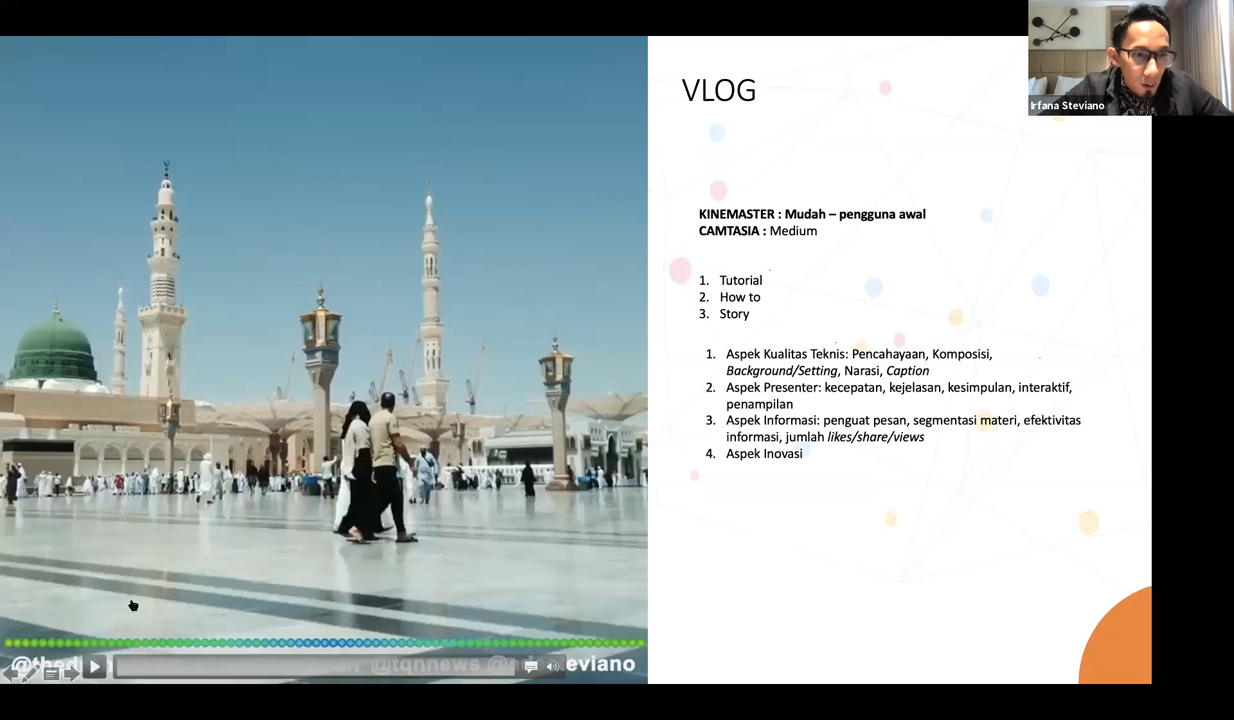 VLOG
Irfana Steviano
KINEMASTER : Mudah – pengguna awal
CAMTASIA : Medium
1. Tutorial
2. How to
3. Story
1. Aspek Kualitas Teknis: Pencahayaan, Komposisi,
Background/Setting, Narasi, Caption
2. Aspek Presenter: kecepatan, kejelasan, kesimpulan, interaktif,
penampilan
3. Aspek Informasi: penguat pesan, segmentasi materi, efektivitas
informasi, jumlah likes/share/views
4. Aspek Inovasi
@tqnnews